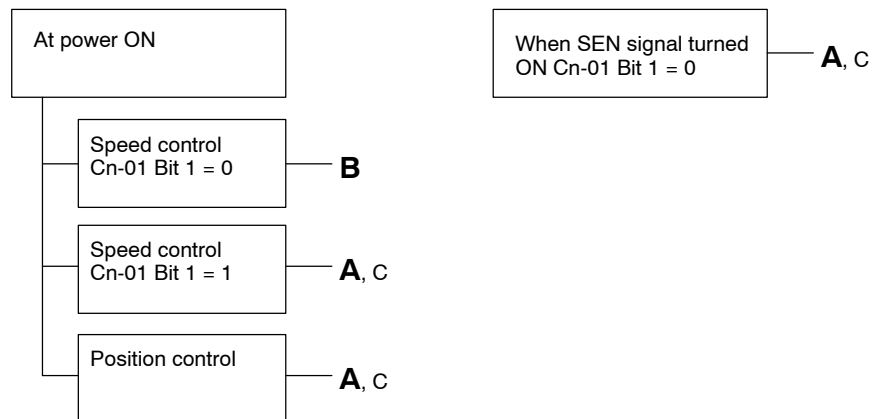 At power ON
Speed control
Cn-01 Bit 1 = 0
B
Speed control
Cn-01 Bit 1 = 1
A, C
Position control
A, C
When SEN signal turned
ON Cn-01 Bit 1 = 0
A, C